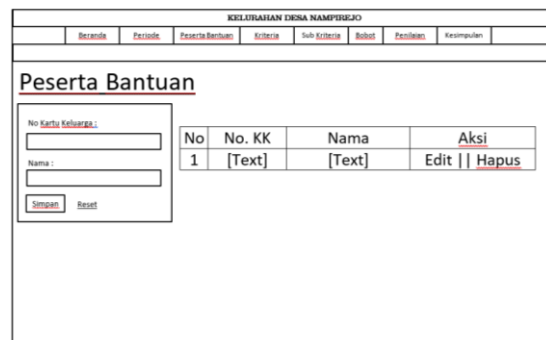 KELURAHAN DESA NAMPIREJO
Beranda Periode Peserta Bantuan Kriteria Sub Kriteria Bobot Penilaian Kesimpulan
Peserta Bantuan
No Kartu Keluarga :
Nama :
Simpan Reset
No No. KK Nama Aksi
1 [Text] [Text] Edit || Hapus